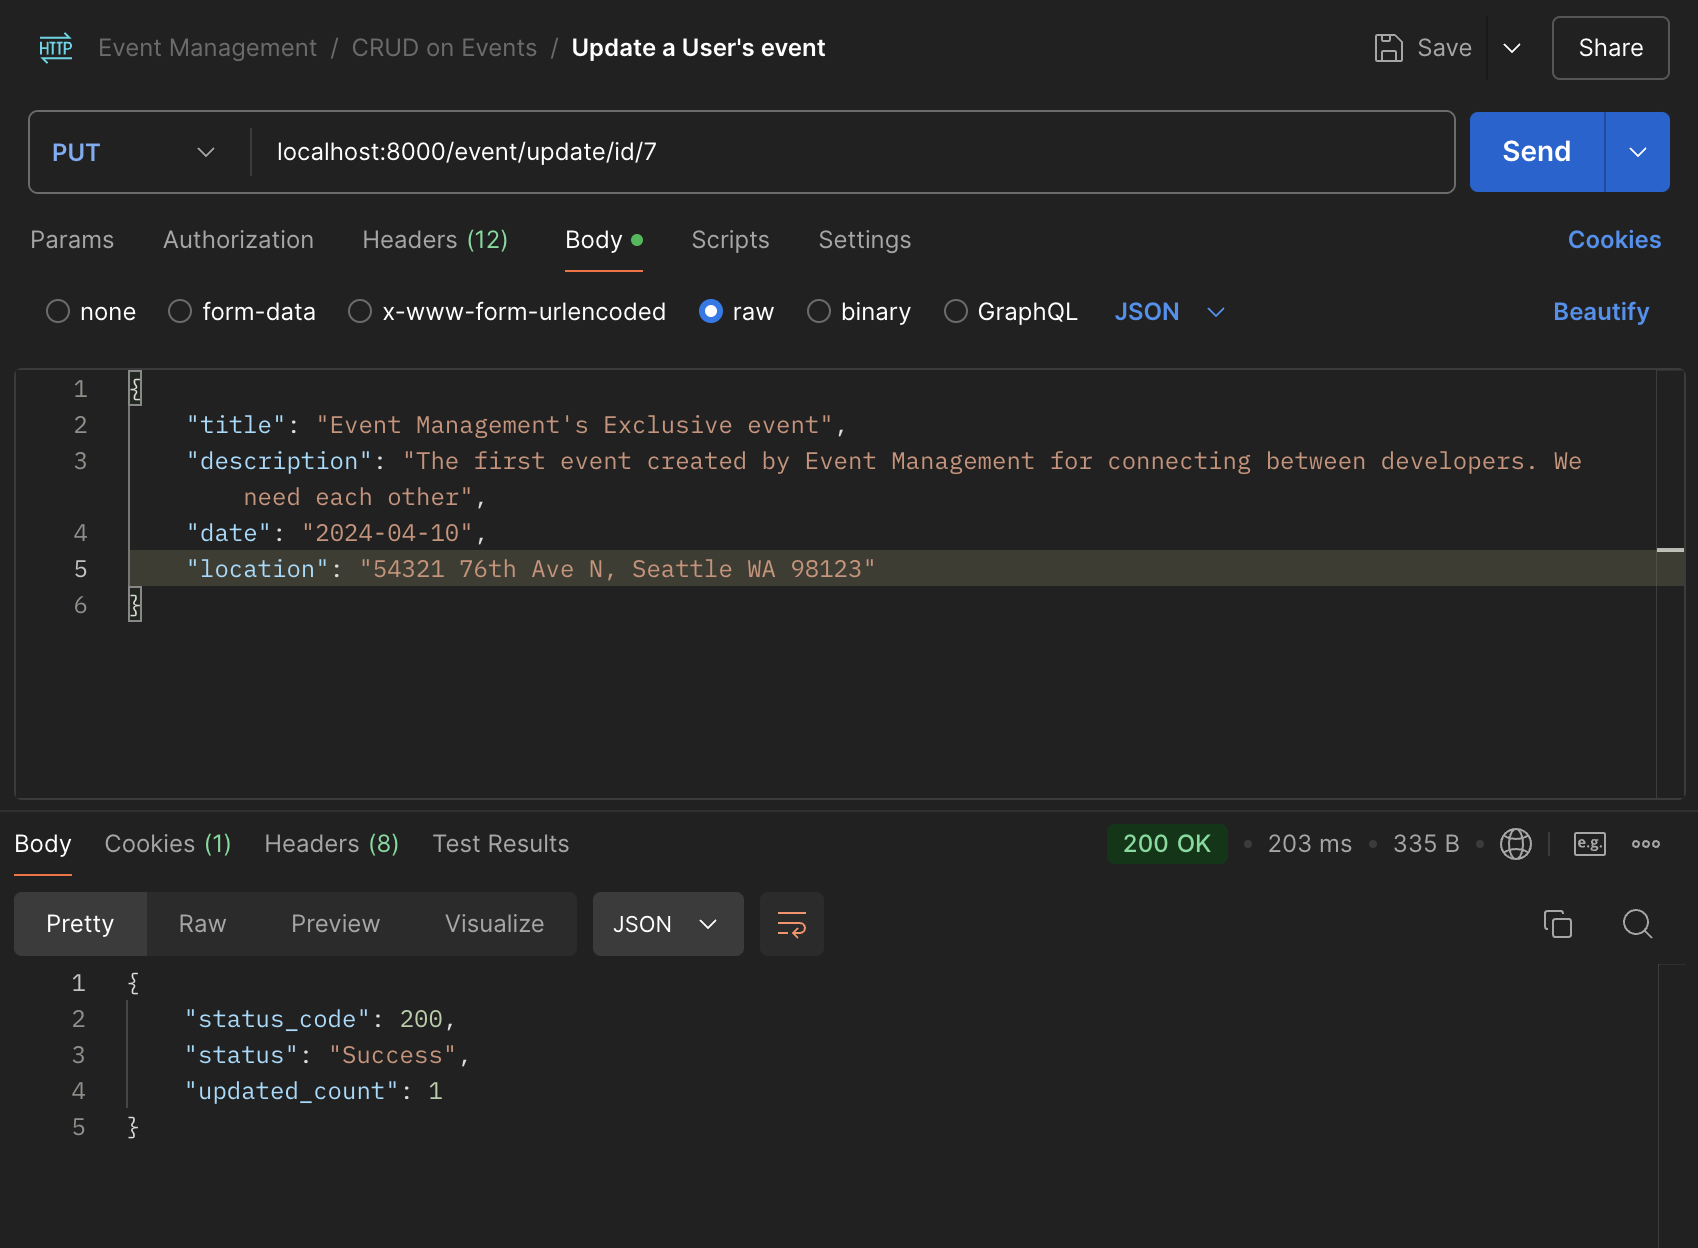 HTTP Event Management / CRUD on Events / Update a User's event Save Share
PUT localhost:8000/event/update/id/7 Send
Params Authorization Headers (12) Body Scripts Settings Cookies
none form-data x-www-form-urlencoded raw binary GraphQL JSON Beautify
1 {
2 "title": "Event Management's Exclusive event",
3 "description": "The first event created by Event Management for connecting between developers. We
need each other",
4 "date": "2024-04-10",
5 "location": "54321 76th Ave N, Seattle WA 98123"
6 }
Body Cookies (1) Headers (8) Test Results 200 OK • 203 ms • 335 B • e.g.
Pretty Raw Preview Visualize JSON
1 {
2 "status_code": 200,
3 "status": "Success",
4 "updated_count": 1
5 }